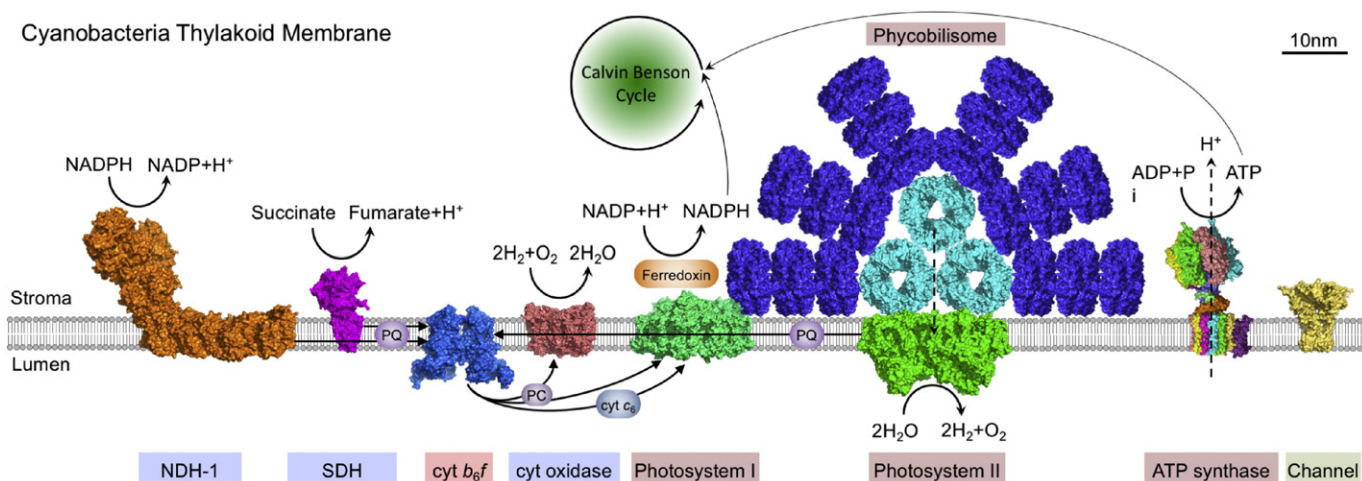 Cyanobacteria Thylakoid Membrane
Phycobilisome
10nm
Calvin Benson
Cycle
NADPH NADP+H⁺
Succinate Fumarate+H⁺
2H₂+O₂ 2H₂O
NADP+H⁺ NADPH
Ferredoxin
H⁺
ADP+P
i
ATP
Stroma
Lumen
PQ
PQ
PC
cyt c₆
2H₂O 2H₂+O₂
NDH-1
SDH
cyt b₆f
cyt oxidase
Photosystem I
Photosystem II
ATP synthase
Channel